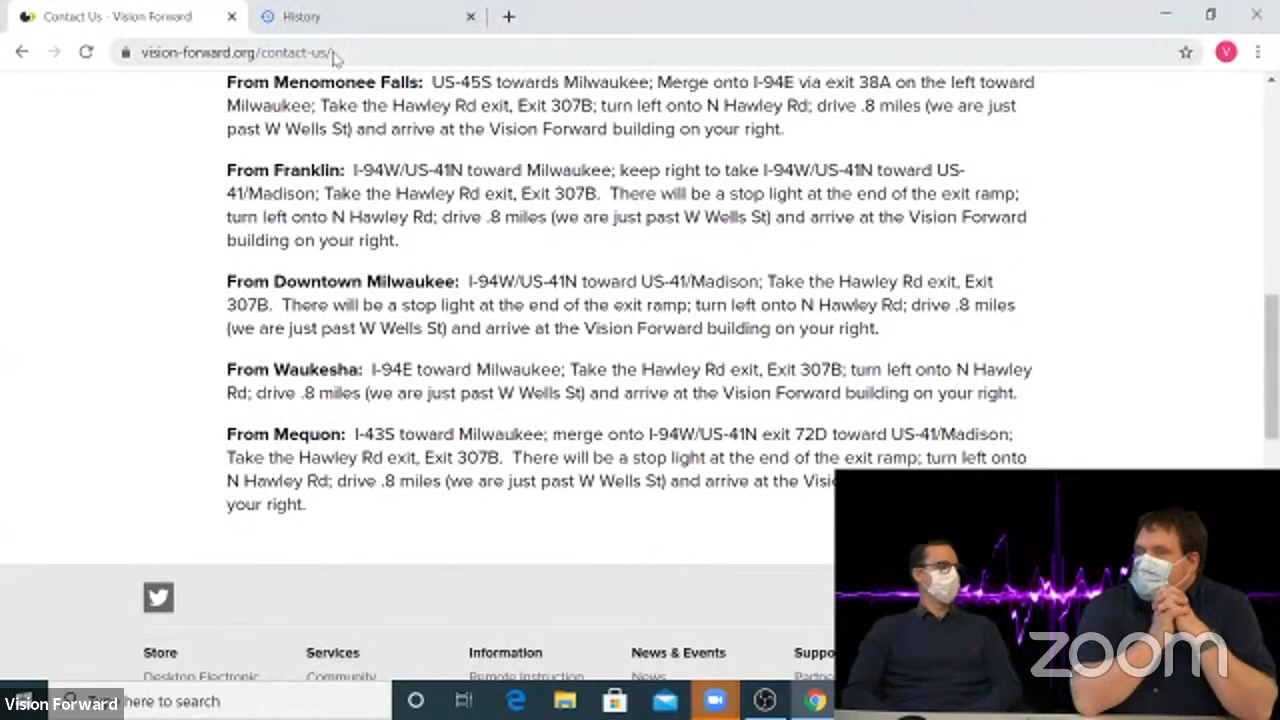 Contact Us - Vision Forward
History
vision-forward.org/contact-us/
From Menomonee Falls: US-45S towards Milwaukee; Merge onto I-94E via exit 38A on the left toward
Milwaukee; Take the Hawley Rd exit, Exit 307B; turn left onto N Hawley Rd; drive .8 miles (we are just
past W Wells St) and arrive at the Vision Forward building on your right.
From Franklin: I-94W/US-41N toward Milwaukee; keep right to take I-94W/US-41N toward US-
41/Madison; Take the Hawley Rd exit, Exit 307B. There will be a stop light at the end of the exit ramp;
turn left onto N Hawley Rd; drive .8 miles (we are just past W Wells St) and arrive at the Vision Forward
building on your right.
From Downtown Milwaukee: I-94W/US-41N toward US-41/Madison; Take the Hawley Rd exit, Exit
307B. There will be a stop light at the end of the exit ramp; turn left onto N Hawley Rd; drive .8 miles
(we are just past W Wells St) and arrive at the Vision Forward building on your right.
From Waukesha: I-94E toward Milwaukee; Take the Hawley Rd exit, Exit 307B; turn left onto N Hawley
Rd; drive .8 miles (we are just past W Wells St) and arrive at the Vision Forward building on your right.
From Mequon: I-43S toward Milwaukee; merge onto I-94W/US-41N exit 72D toward US-41/Madison;
Take the Hawley Rd exit, Exit 307B. There will be a stop light at the end of the exit ramp; turn left onto
N Hawley Rd; drive .8 miles (we are just past W Wells St) and arrive at the
your right.
Store Services Information News & Events
Desktop Electronic Community Remote Instruction News
here to search
Vision Forward
zoom
V